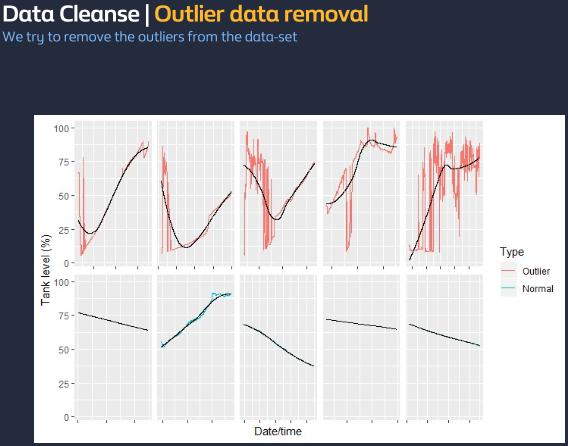 Data Cleanse | Outlier data removal
We try to remove the outliers from the data-set
100
75
50
25
0
100
75
50
25
0
Tank level (%)
Date/time
Type
Outlier
Normal